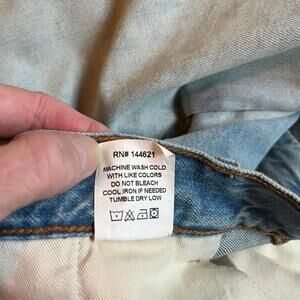 RN# 144621
MACHINE WASH COLD
WITH LIKE COLORS
DO NOT BLEACH
COOL IRON IF NEEDED
TUMBLE DRY LOW